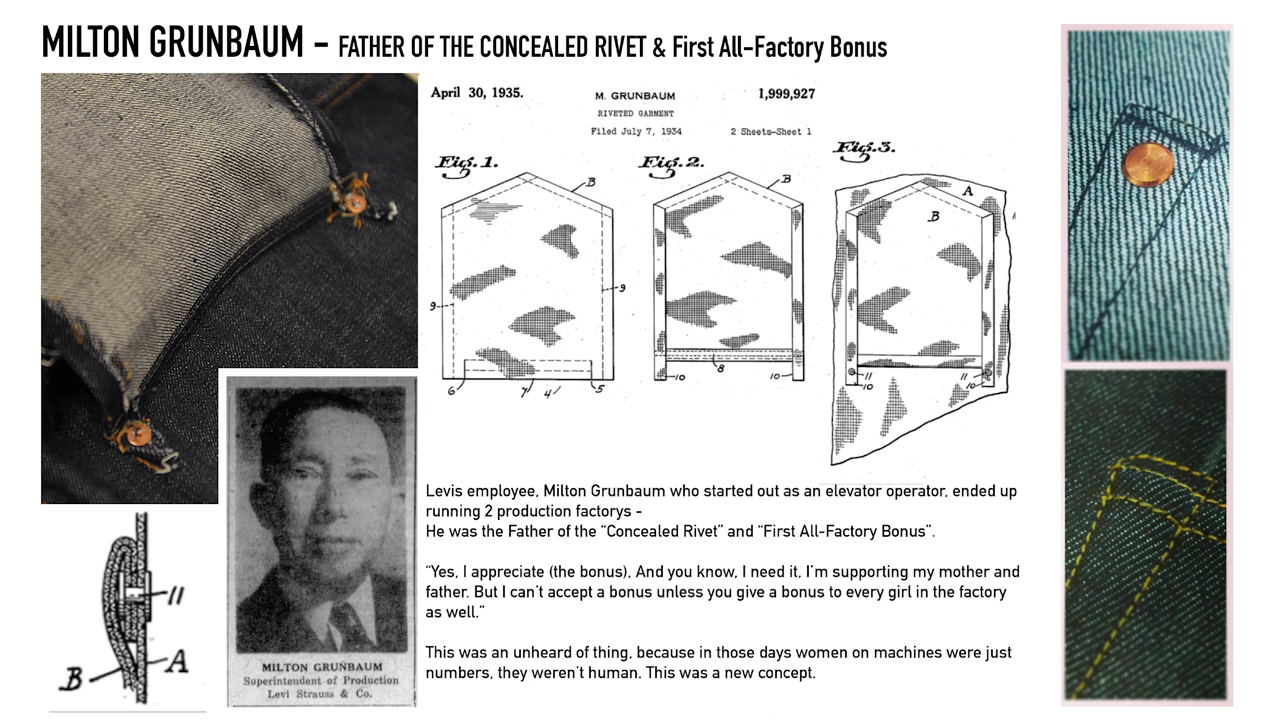 MILTON GRUNBAUM – FATHER OF THE CONCEALED RIVET & First All-Factory Bonus
April 30, 1935.
M. GRUNBAUM
1,999,927
RIVETED GARMENT
Filed July 7, 1934
2 Sheets-Sheet 1
Fig. 1.
B
9
9
6
7
4
5
Fig. 2.
B
8
10
10
Fig. 3.
A
B
11
10
11
10
11
B
A
MILTON GRUNBAUM
Superintendent of Production
Levi Strauss & Co.
Levis employee, Milton Grunbaum who started out as an elevator operator, ended up
running 2 production factorys -
He was the Father of the “Concealed Rivet” and “First All-Factory Bonus”.
“Yes, I appreciate (the bonus), And you know, I need it, I’m supporting my mother and
father. But I can’t accept a bonus unless you give a bonus to every girl in the factory
as well.”
This was an unheard of thing, because in those days women on machines were just
numbers, they weren’t human. This was a new concept.